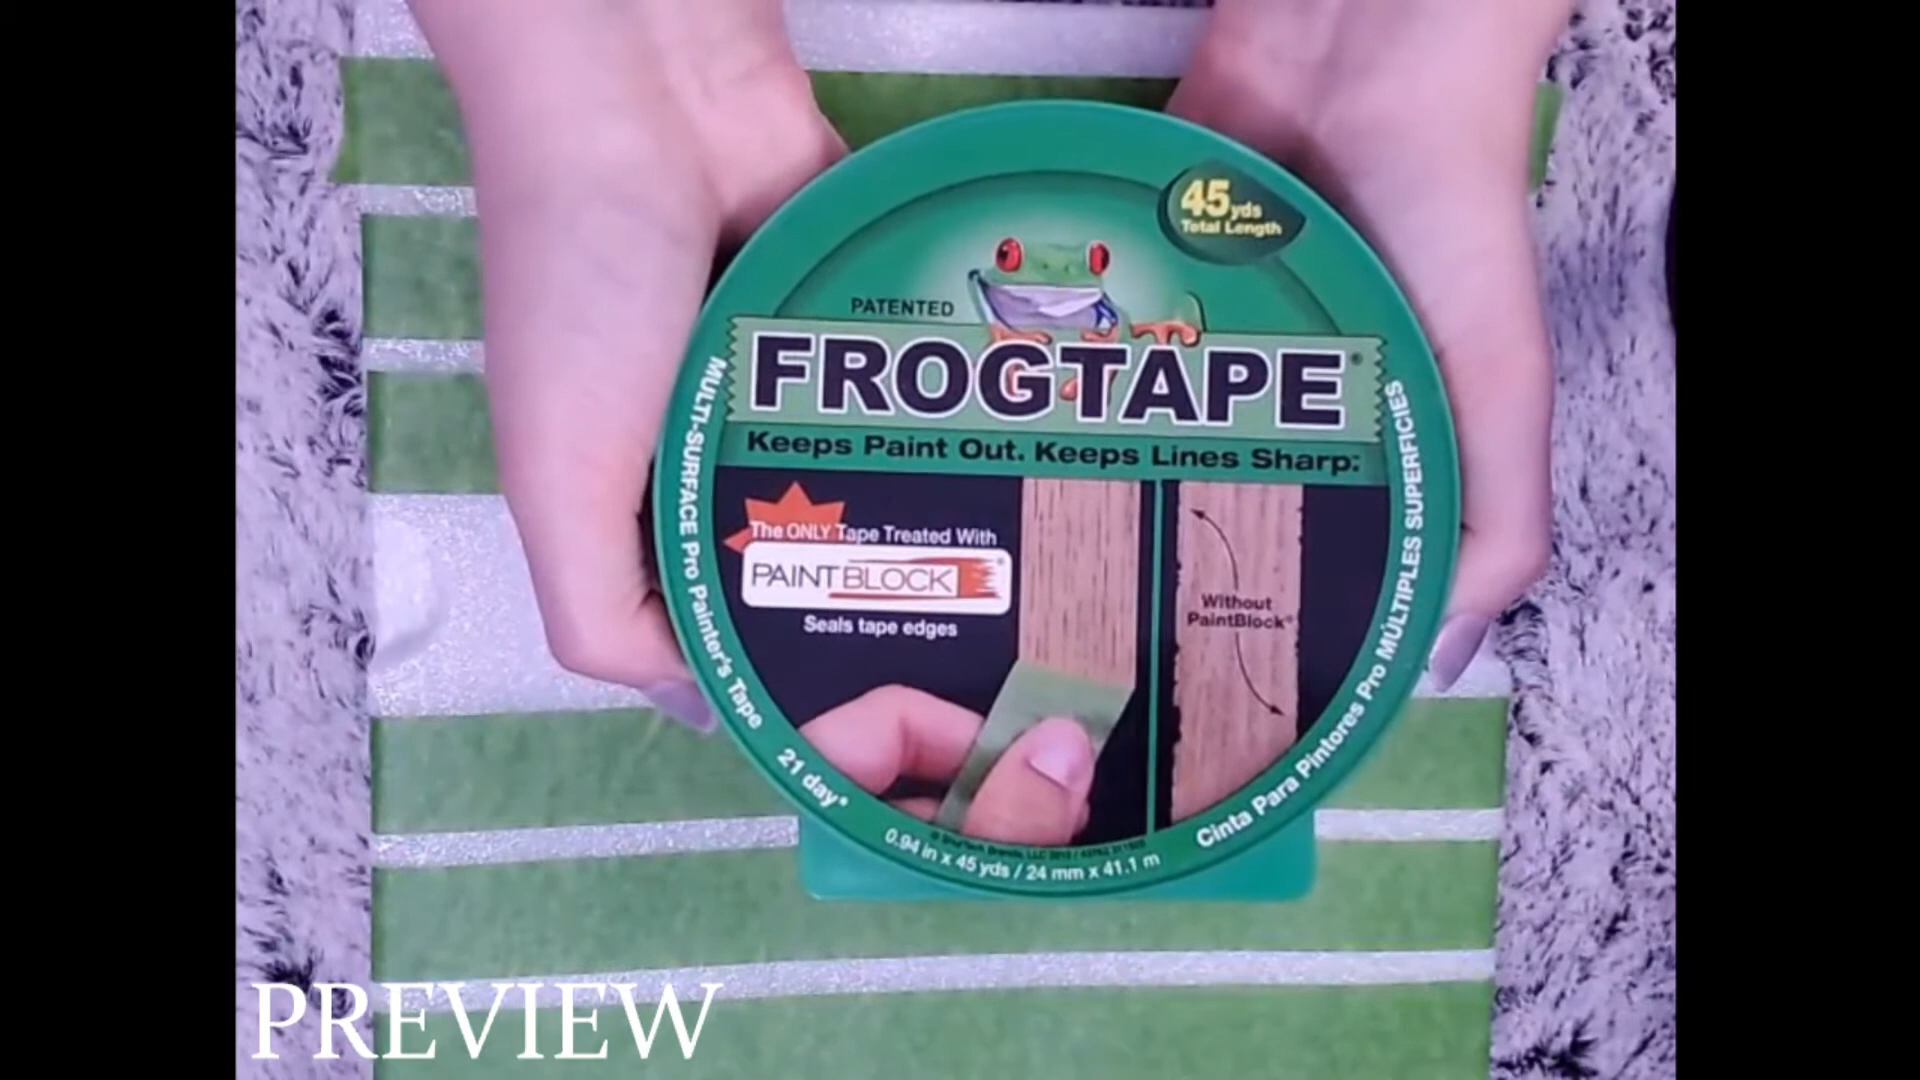 45 yds
Total Length
PATENTED
FROGTAPE®
Keeps Paint Out. Keeps Lines Sharp.
The ONLY Tape Treated With
PAINTBLOCK®
Seals tape edges
Without
PaintBlock®
MULTI-SURFACE Pro Painter's Tape
21 day*
0.94 in x 45 yds / 24 mm x 41.1 m
Cinta Para Pintores Pro MÚLTIPLES SUPERFICIES
PREVIEW